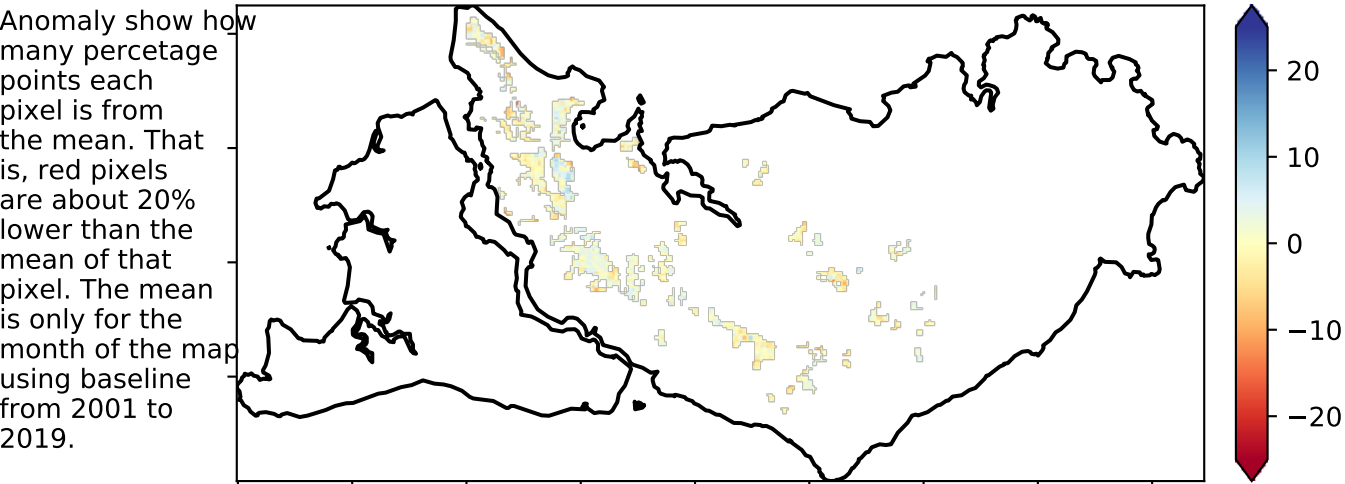 Anomaly show how
many percetage
points each
pixel is from
the mean. That
is, red pixels
are about 20%
lower than the
mean of that
pixel. The mean
is only for the
month of the map
using baseline
from 2001 to
2019.
20
10
0
−10
−20